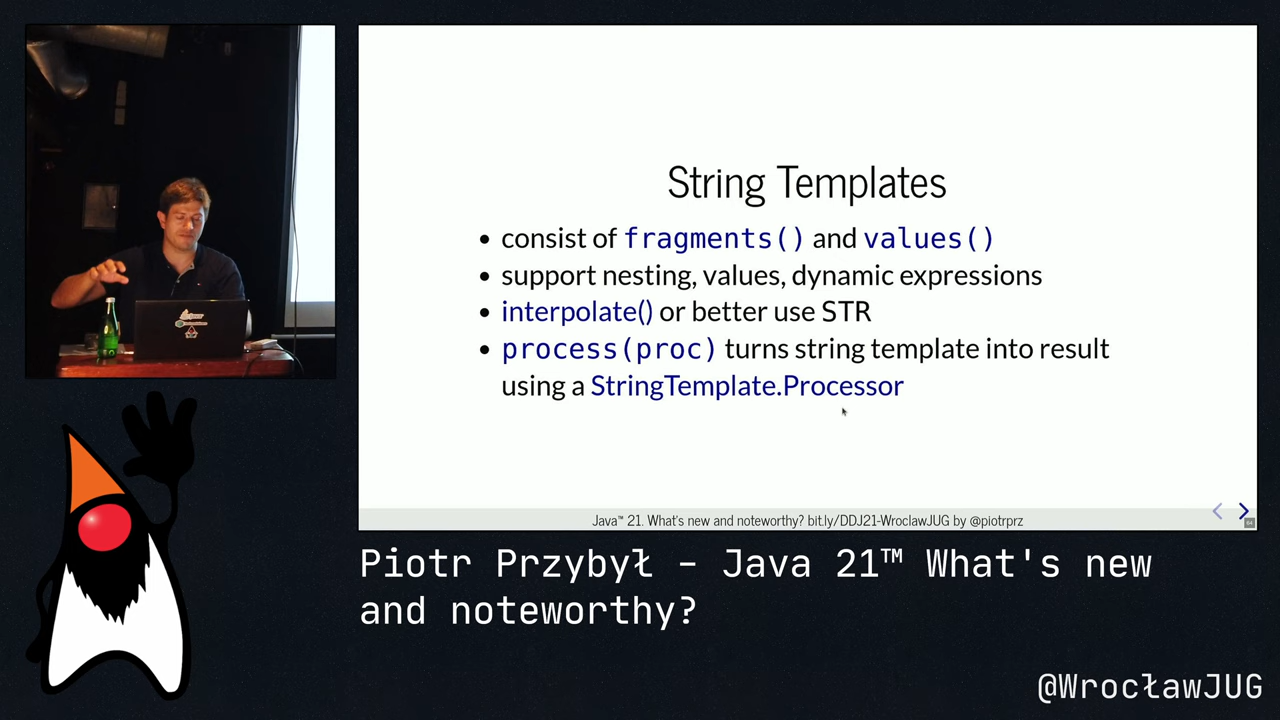 String Templates
• consist of fragments() and values()
• support nesting, values, dynamic expressions
• interpolate() or better use STR
• process(proc) turns string template into result
using a StringTemplate.Processor
Java™ 21. What's new and noteworthy? bit.ly/DDJ21-WroclawJUG by @piotrprz
64
Piotr Przybył – Java 21™ What's new
and noteworthy?
@WrocławJUG